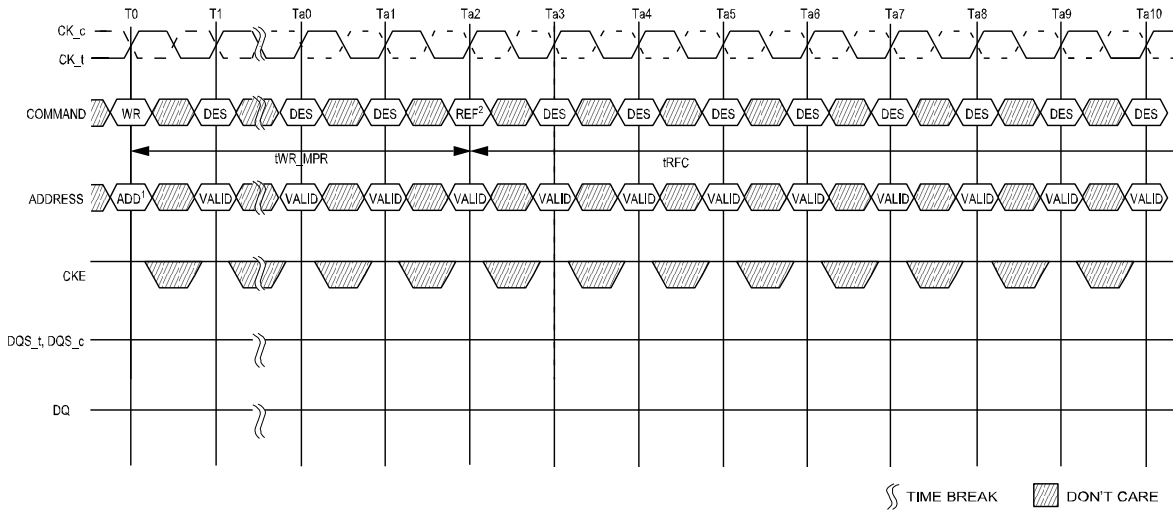 T0 T1 Ta0 Ta1 Ta2 Ta3 Ta4 Ta5 Ta6 Ta7 Ta8 Ta9 Ta10
CK_c
CK_t
COMMAND WR DES DES DES REF² DES DES DES DES DES DES DES DES
tWR_MPR tRFC
ADDRESS ADD¹ VALID VALID VALID VALID VALID VALID VALID VALID VALID VALID VALID VALID
CKE
DQS_t, DQS_c
DQ
TIME BREAK DON'T CARE